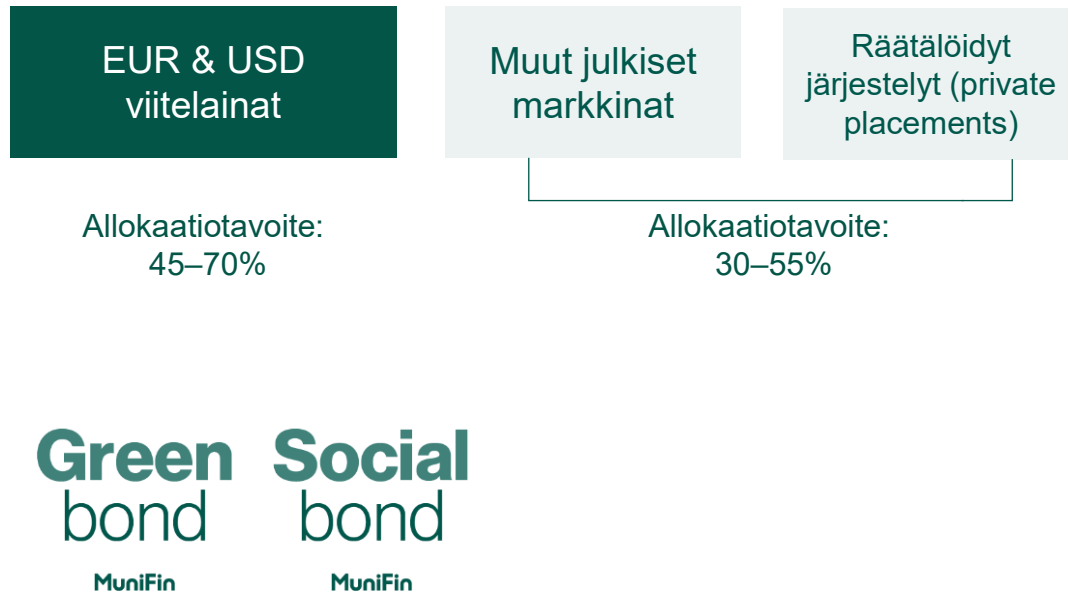 EUR & USD
viitelainat
Muut julkiset
markkinat
Räätälöidyt
järjestelyt (private
placements)
Allokaatiotavoite:
45–70%
Allokaatiotavoite:
30–55%
Green
bond
MuniFin
Social
bond
MuniFin